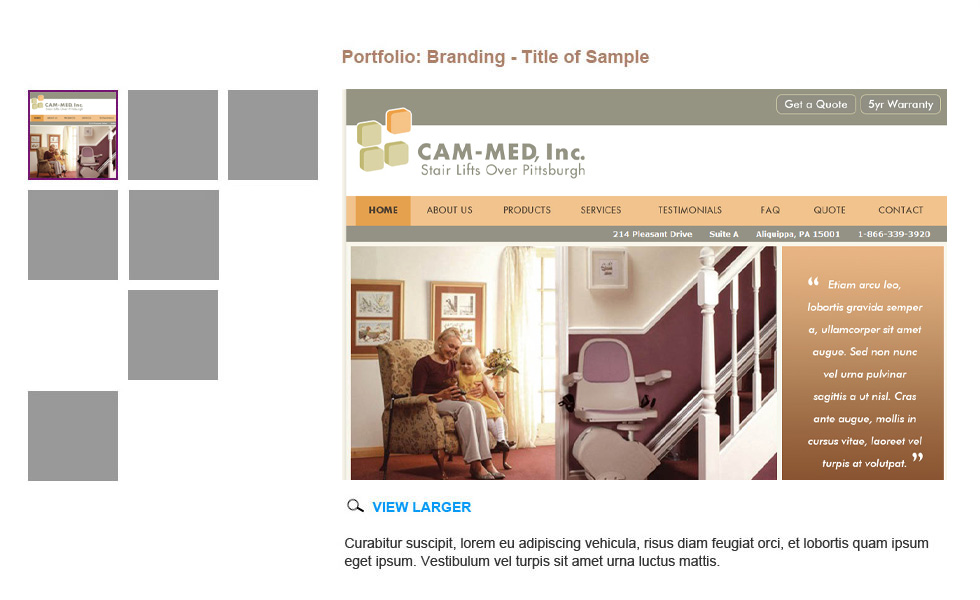 Portfolio: Branding - Title of Sample
Get a Quote 5yr Warranty
CAM-MED, Inc.
Stair Lifts Over Pittsburgh
HOME ABOUT US PRODUCTS SERVICES TESTIMONIALS FAQ QUOTE CONTACT
214 Pleasant Drive Suite A Aliquippa, PA 15001 1-866-339-3920
“ Etiam arcu leo,
lobortis gravida semper
a, ullamcorper sit amet
augue. Sed non nunc
vel urna pulvinar
sagittis a ut nisl. Cras
ante augue, mollis in
cursus vitae, laoreet vel
turpis at volutpat. ”
VIEW LARGER
Curabitur suscipit, lorem eu adipiscing vehicula, risus diam feugiat orci, et lobortis quam ipsum
eget ipsum. Vestibulum vel turpis sit amet urna luctus mattis.